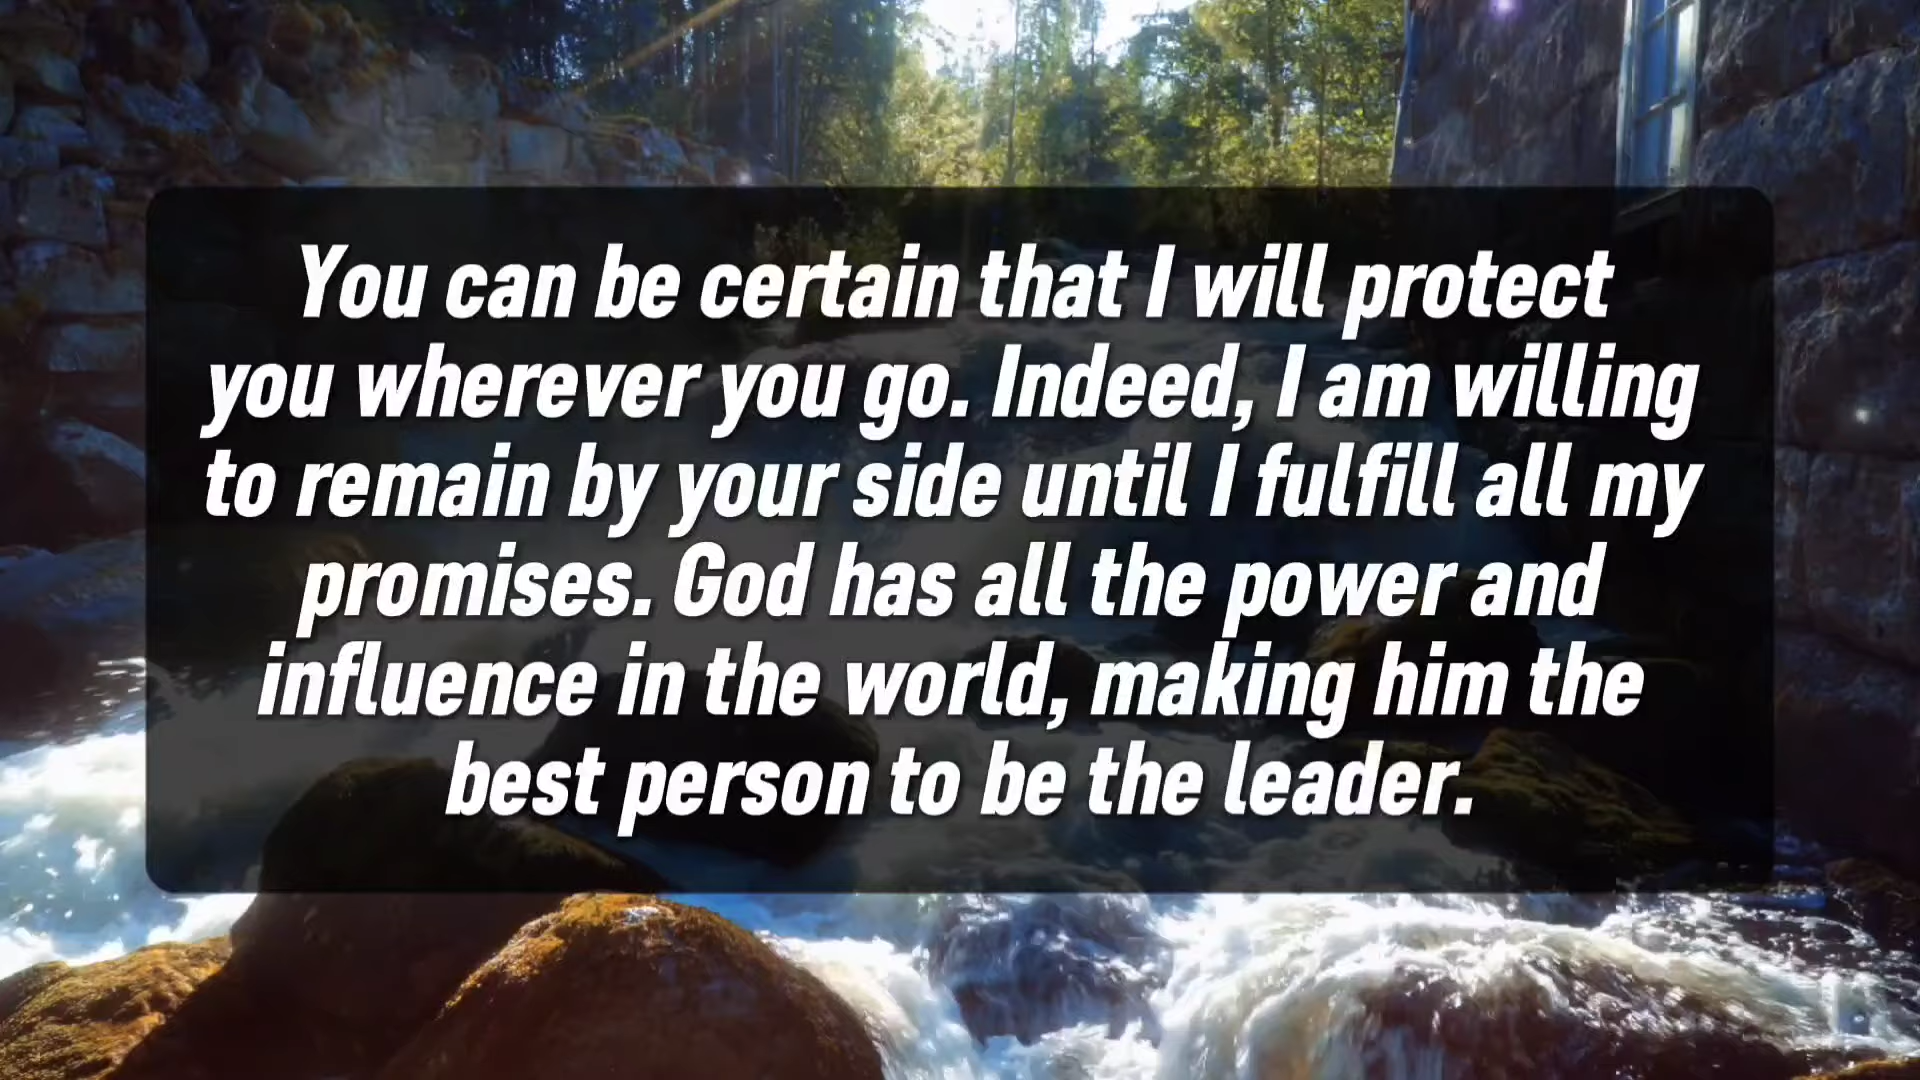 You can be certain that I will protect
you wherever you go. Indeed, I am willing
to remain by your side until I fulfill all my
promises. God has all the power and
influence in the world, making him the
best person to be the leader.